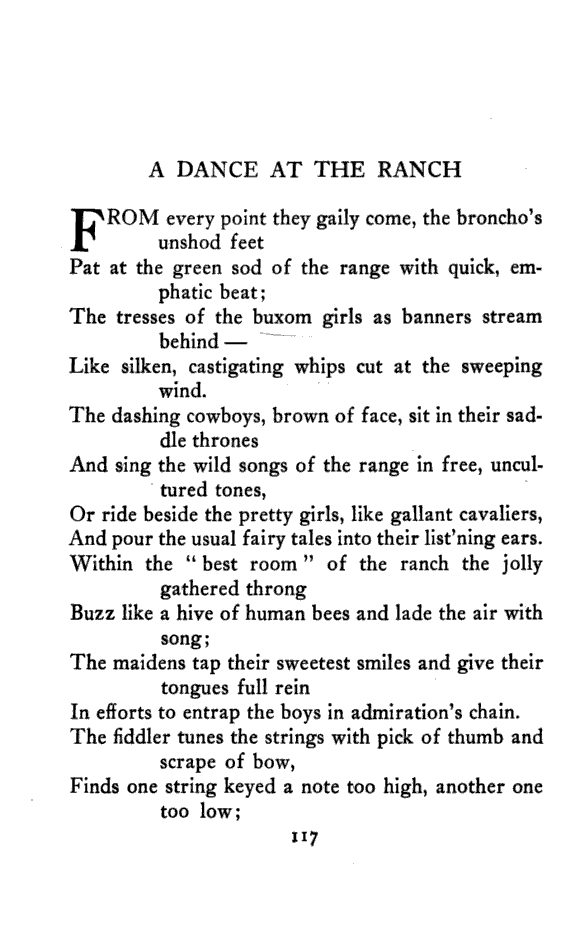 A DANCE AT THE RANCH
FROM every point they gaily come, the broncho's
unshod feet
Pat at the green sod of the range with quick, em-
phatic beat;
The tresses of the buxom girls as banners stream
behind —
Like silken, castigating whips cut at the sweeping
wind.
The dashing cowboys, brown of face, sit in their sad-
dle thrones
And sing the wild songs of the range in free, uncul-
tured tones,
Or ride beside the pretty girls, like gallant cavaliers,
And pour the usual fairy tales into their list'ning ears.
Within the " best room " of the ranch the jolly
gathered throng
Buzz like a hive of human bees and lade the air with
song;
The maidens tap their sweetest smiles and give their
tongues full rein
In efforts to entrap the boys in admiration's chain.
The fiddler tunes the strings with pick of thumb and
scrape of bow,
Finds one string keyed a note too high, another one
too low;
117